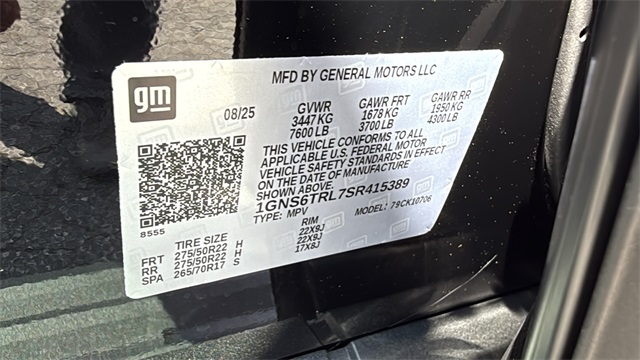 MFD BY GENERAL MOTORS LLC
gm
08/25
GVWR GAWR FRT GAWR RR
3447 KG 1678 KG 1950 KG
7600 LB 3700 LB 4300 LB
THIS VEHICLE CONFORMS TO ALL
APPLICABLE U.S. FEDERAL MOTOR
VEHICLE SAFETY STANDARDS IN EFFECT
ON THE DATE OF MANUFACTURE
SHOWN ABOVE.
1GNS6TRL7SR415389
TYPE: MPV MODEL: 79CK10706
8555
TIRE SIZE RIM
FRT 275/50R22 H 22X9J
RR 275/50R22 H 22X9J
SPA 265/70R17 S 17X8J